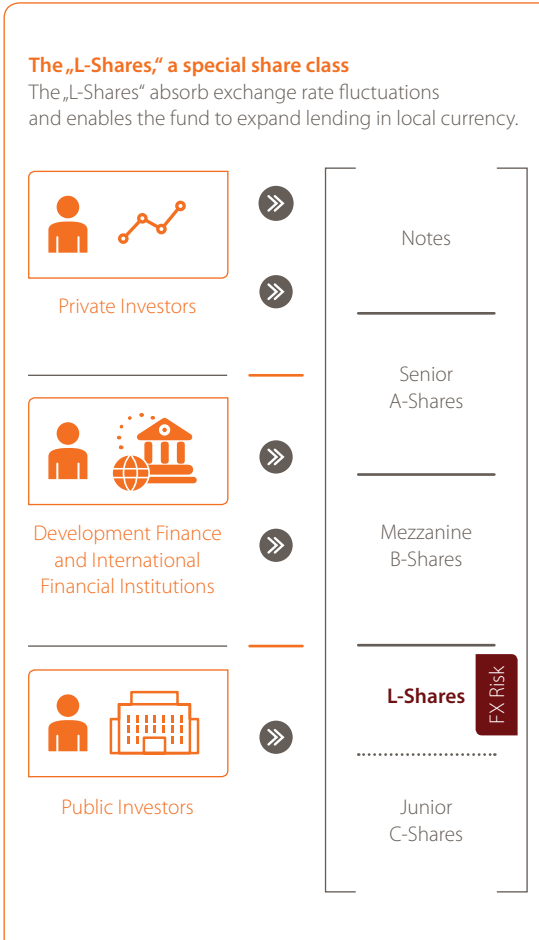 The „L-Shares,“ a special share class
The „L-Shares“ absorb exchange rate fluctuations
and enables the fund to expand lending in local currency.
Private Investors
Development Finance
and International
Financial Institutions
Public Investors
Notes
Senior
A-Shares
Mezzanine
B-Shares
L-Shares
FX Risk
Junior
C-Shares